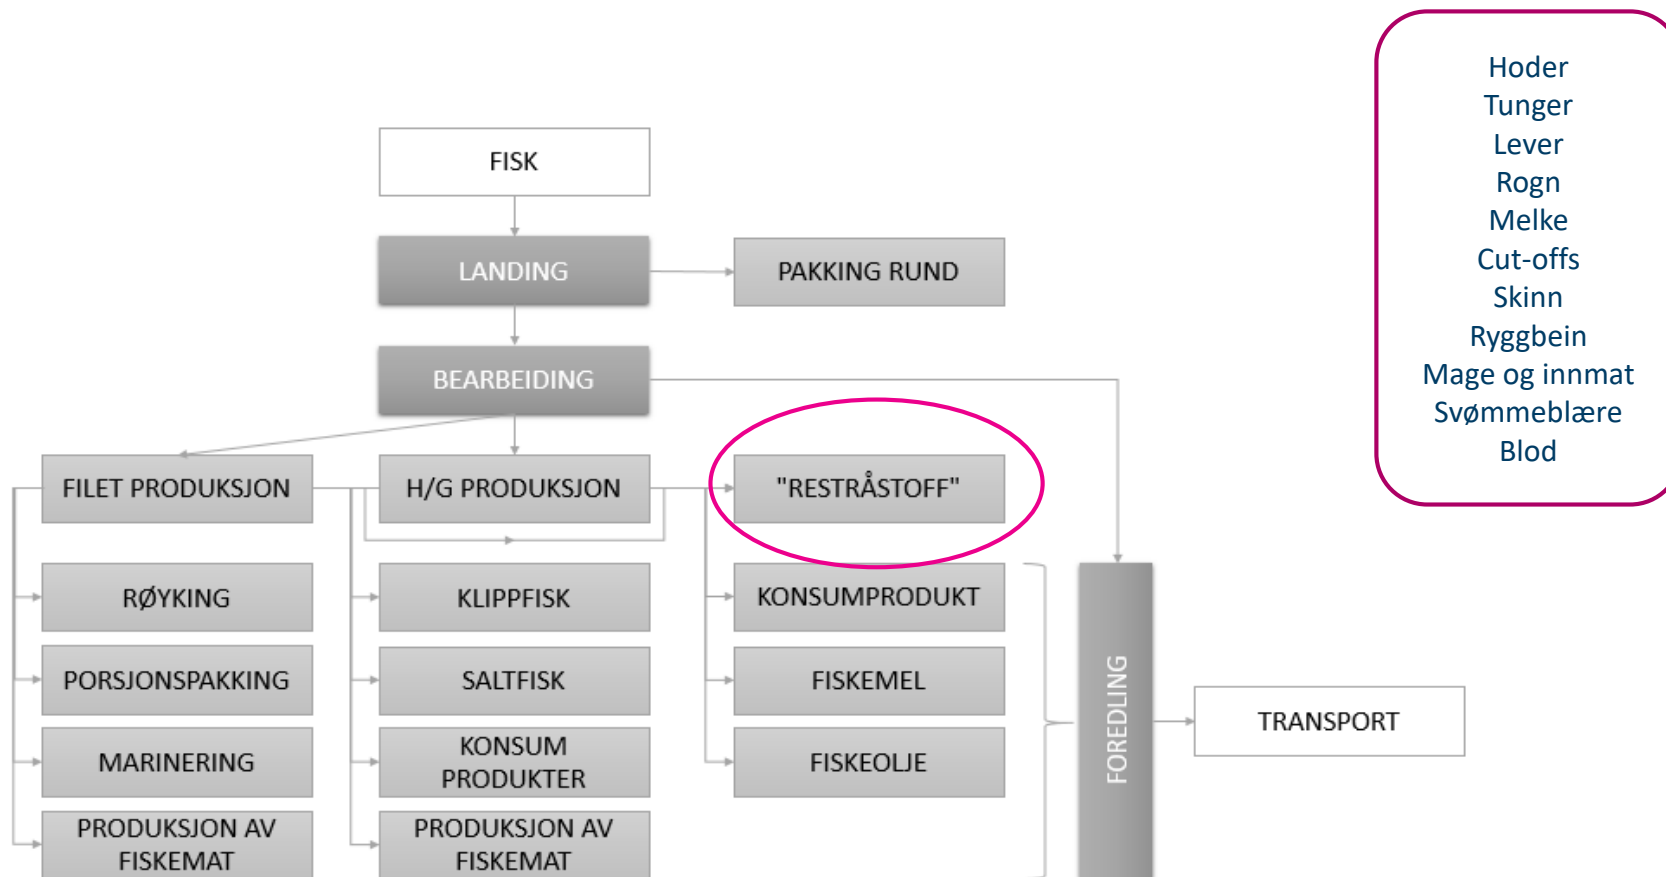 Hoder
Tunger
Lever
Rogn
Melke
Cut-offs
Skinn
Ryggbein
Mage og innmat
Svømmeblære
Blod
FISK
LANDING
PAKKING RUND
BEARBEIDING
FILET PRODUKSJON
H/G PRODUKSJON
"RESTRÅSTOFF"
RØYKING
KLIPPFISK
KONSUMPRODUKT
PORSJONSPAKKING
SALTFISK
FISKEMEL
MARINERING
KONSUM
PRODUKTER
FISKEOLJE
PRODUKSJON AV
FISKEMAT
PRODUKSJON AV
FISKEMAT
FOREDLING
TRANSPORT